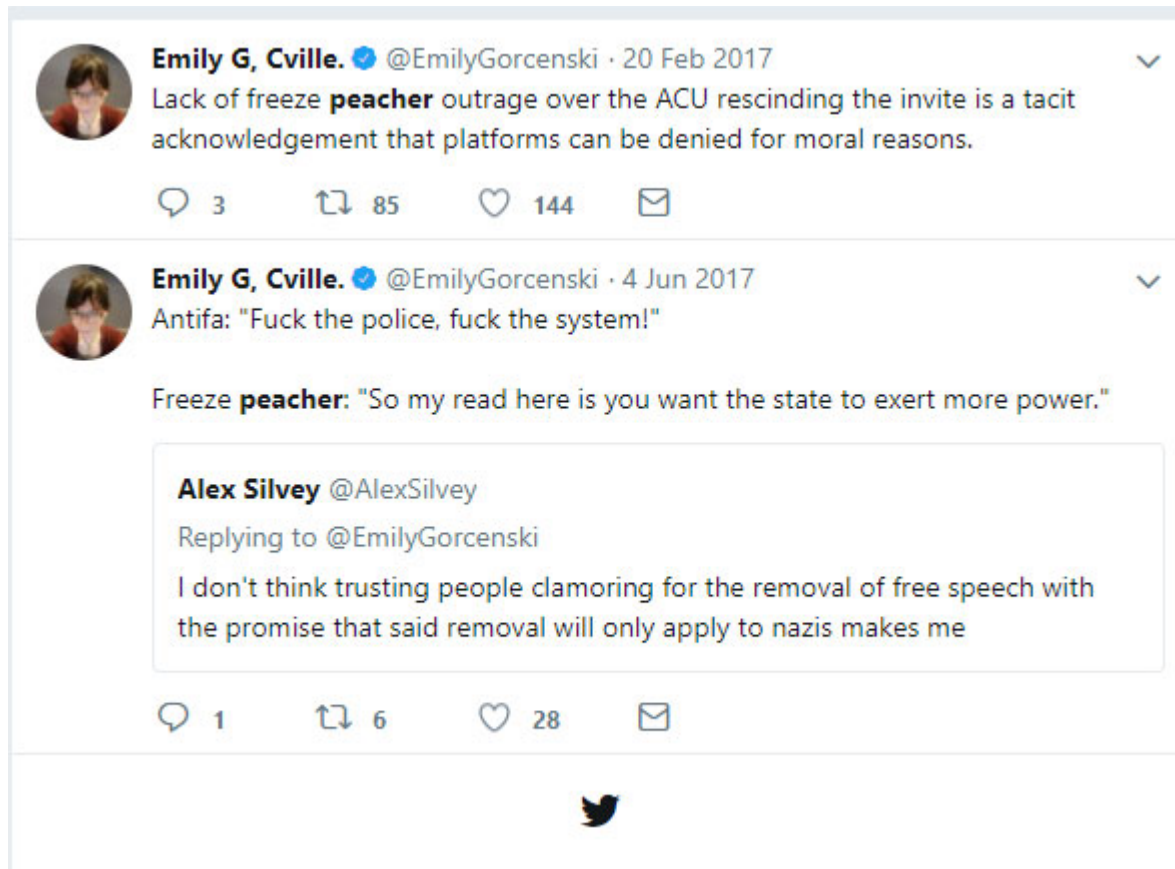 Emily G, Cville. @EmilyGorcenski · 20 Feb 2017
Lack of freeze peacher outrage over the ACU rescinding the invite is a tacit
acknowledgement that platforms can be denied for moral reasons.
3 85 144
Emily G, Cville. @EmilyGorcenski · 4 Jun 2017
Antifa: "Fuck the police, fuck the system!"
Freeze peacher: "So my read here is you want the state to exert more power."
Alex Silvey @AlexSilvey
Replying to @EmilyGorcenski
I don't think trusting people clamoring for the removal of free speech with
the promise that said removal will only apply to nazis makes me
1 6 28